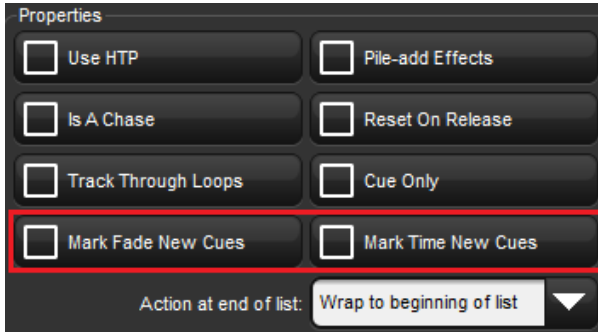 Properties
Use HTP
Pile-add Effects
Is A Chase
Reset On Release
Track Through Loops
Cue Only
Mark Fade New Cues
Mark Time New Cues
Action at end of list: Wrap to beginning of list